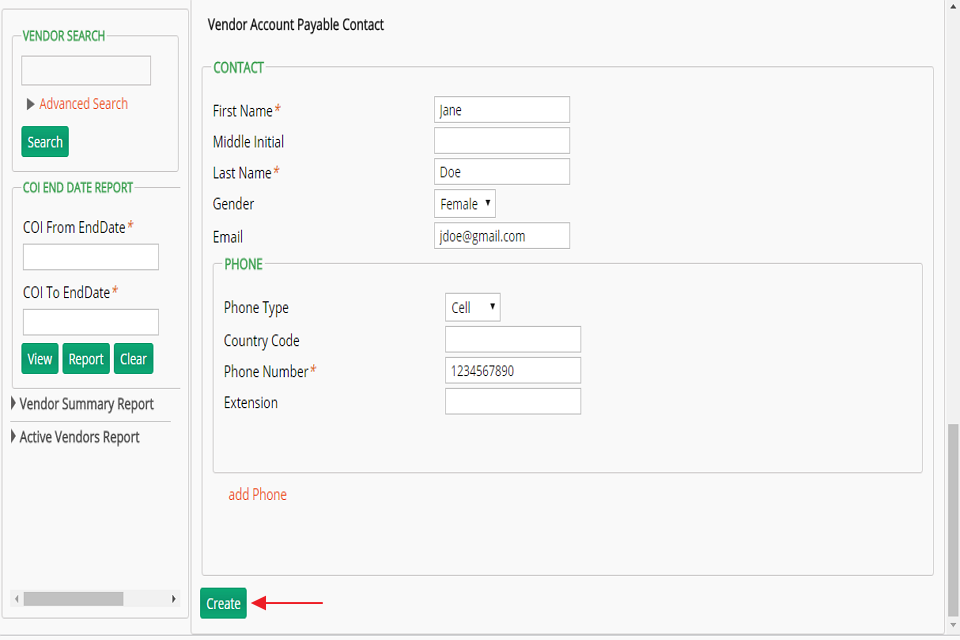 VENDOR SEARCH
Advanced Search
Search
COI END DATE REPORT
COI From EndDate*
COI To EndDate*
View Report Clear
Vendor Summary Report
Active Vendors Report
Vendor Account Payable Contact
CONTACT
First Name* Jane
Middle Initial
Last Name* Doe
Gender Female
Email jdoe@gmail.com
PHONE
Phone Type Cell
Country Code
Phone Number* 1234567890
Extension
add Phone
Create